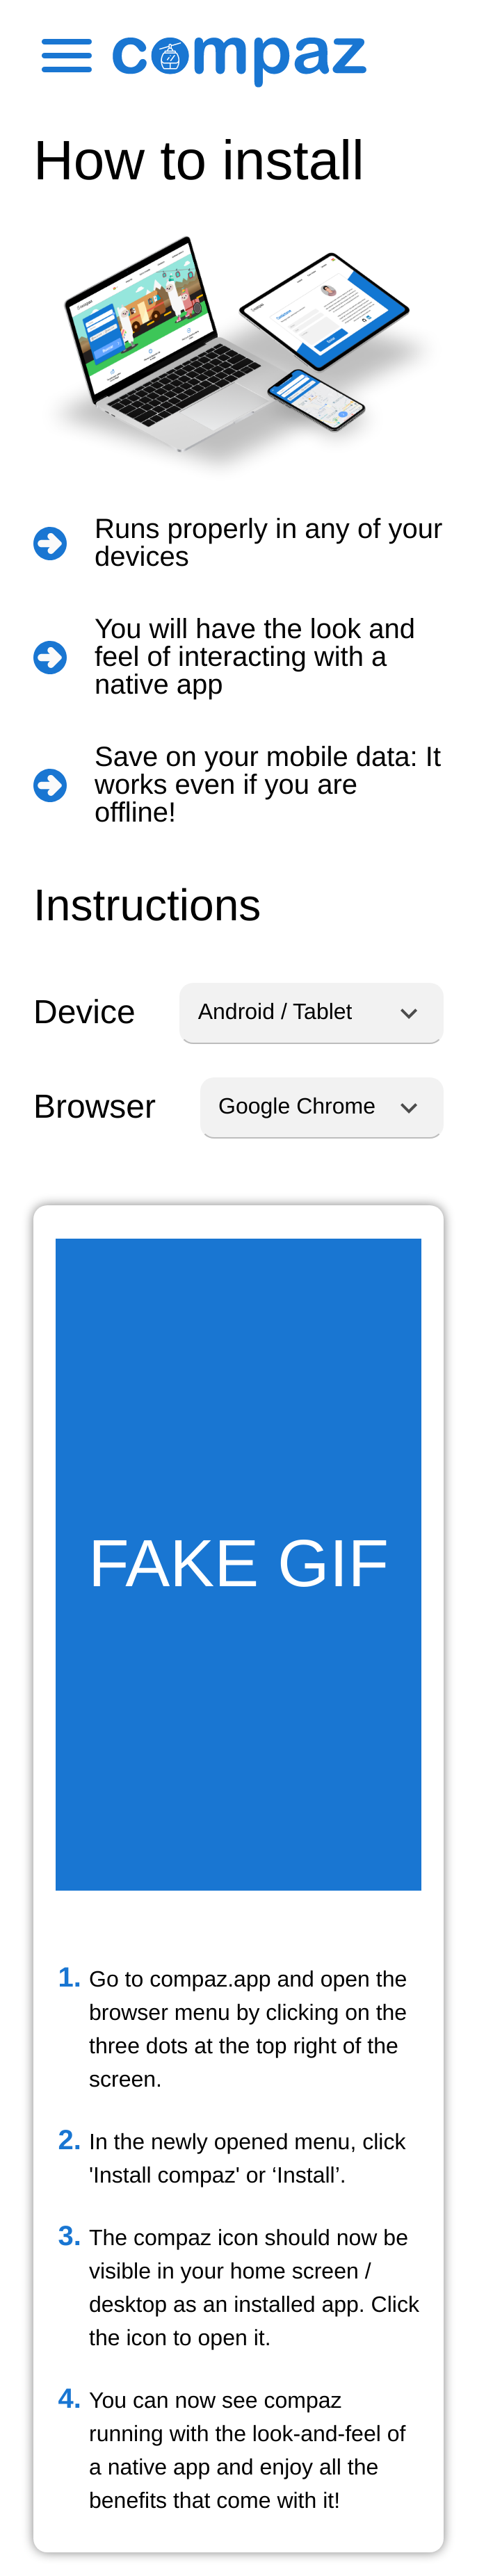 compaz
How to install
Runs properly in any of your
devices
You will have the look and
feel of interacting with a
native app
Save on your mobile data: It
works even if you are
offline!
Instructions
Device
Android / Tablet
Browser
Google Chrome
FAKE GIF
1. Go to compaz.app and open the
browser menu by clicking on the
three dots at the top right of the
screen.
2. In the newly opened menu, click
'Install compaz' or ‘Install’.
3. The compaz icon should now be
visible in your home screen /
desktop as an installed app. Click
the icon to open it.
4. You can now see compaz
running with the look-and-feel of
a native app and enjoy all the
benefits that come with it!